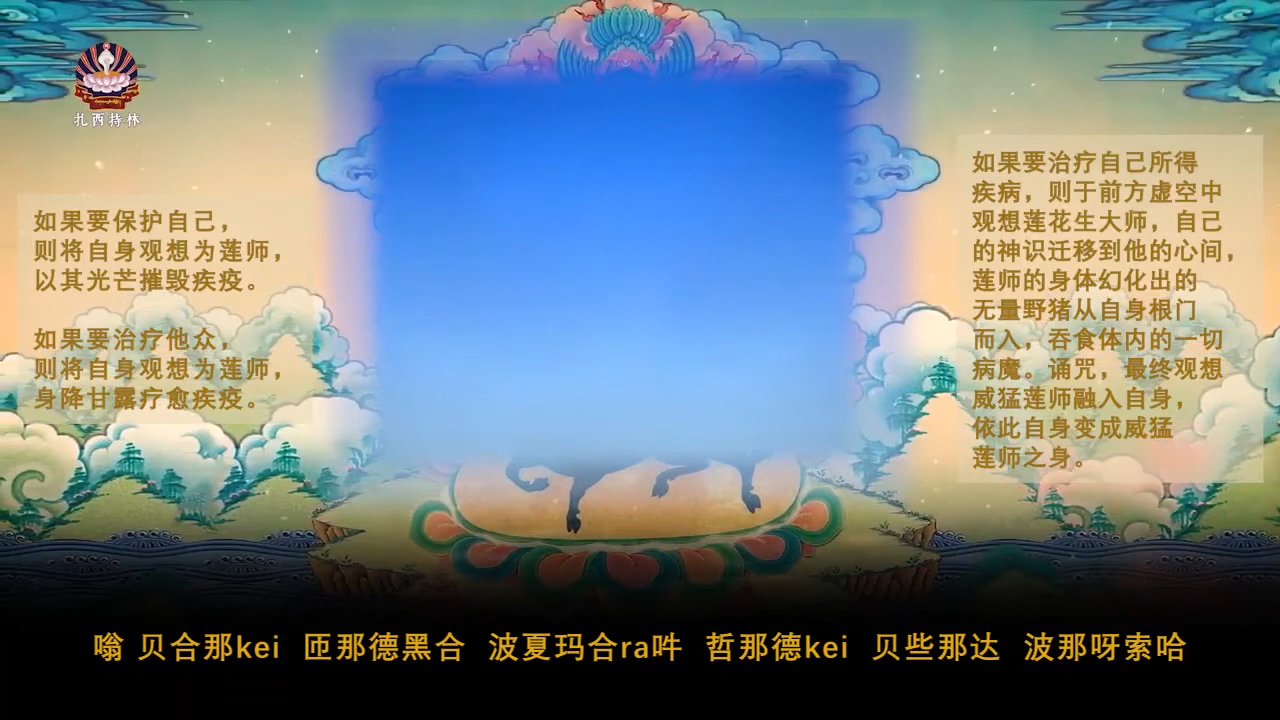 扎西持林
如果要保护自己，
则将自身观想为莲师，
以其光芒摧毁疾疫。
如果要治疗他众，
则将自身观想为莲师，
身降甘露疗愈疾疫。
如果要治疗自己所得
疾病，则于前方虚空中
观想莲花生大师，自己
的神识迁移到他的心间，
莲师的身体幻化出的
无量野猪从自身根门
而入，吞食体内的一切
病魔。诵咒，最终观想
威猛莲师融入自身，
依此自身变成威猛
莲师之身。
嗡 贝合那kei 匝那德黑合 波夏玛合ra吽 哲那德kei 贝些那达 波那呀索哈